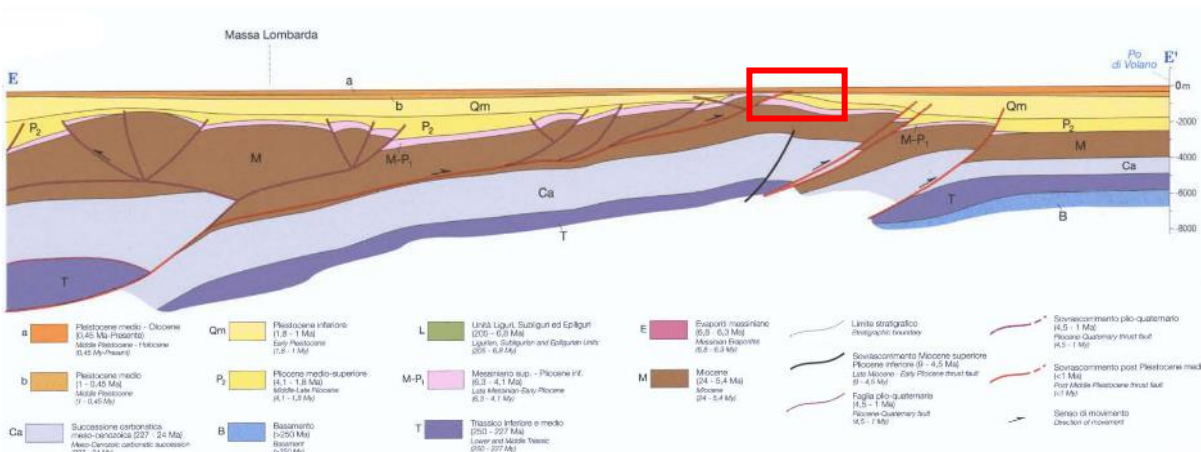 Massa Lombarda
Po
di Volano
E
E'
a
0 m
b
Qm
Qm
P₂
P₂
P₂
-2000
M
M-P₁
M-P₁
M
-4000
Ca
Ca
-6000
T
T
B
T
-8000
a
Pleistocene medio - Olocene
(0,45 Ma-Presente)
Middle Pleistocene - Holocene
(0,45 My-Present)
Qm
Pleistocene inferiore
(1,8 - 1 Ma)
Early Pleistocene
(1,8 - 1 My)
L
Unità Liguri, Subliguri ed Epiliguri
(205 - 6,8 Ma)
Ligurian, Subligurian and Epiligurian Units
(205 - 6,8 My)
E
Evaporiti messiniane
(6,8 - 6,3 Ma)
Messinian Evaporites
(6,8 - 6,3 My)
Limite stratigrafico
Stratigraphic boundary
Sovrascorrimento plio-quaternario
(4,5 - 1 Ma)
Pliocene-Quaternary thrust fault
(4,5 - 1 My)
b
Pleistocene medio
(1 - 0,45 Ma)
Middle Pleistocene
(1 - 0,45 My)
P₂
Pliocene medio-superiore
(4,1 - 1,8 Ma)
Middle-Late Pliocene
(4,1 - 1,8 My)
M-P₁
Messiniano sup. - Pliocene inf.
(6,3 - 4,1 Ma)
Late Messinian-Early Pliocene
(6,3 - 4,1 My)
M
Miocene
(24 - 5,4 Ma)
Miocene
(24 - 5,4 My)
Sovrascorrimento Miocene superiore
Pliocene inferiore (9 - 4,5 Ma)
Late Miocene - Early Pliocene thrust fault
(9 - 4,5 My)
Sovrascorrimento post Pleistocene med
(<1 Ma)
Post Middle Pleistocene thrust fault
(<1 My)
Ca
Successione carbonatica
meso-cenozoica (227 - 24 Ma)
Meso-Cenozoic carbonatic succession
B
Basamento
(>250 Ma)
Basement
T
Triassico inferiore e medio
(250 - 227 Ma)
Lower and Middle Triassic
(250 - 227 My)
Faglia plio-quaternaria
(4,5 - 1 Ma)
Pliocene-Quaternary fault
(4,5 - 1 My)
Senso di movimento
Direction of movement